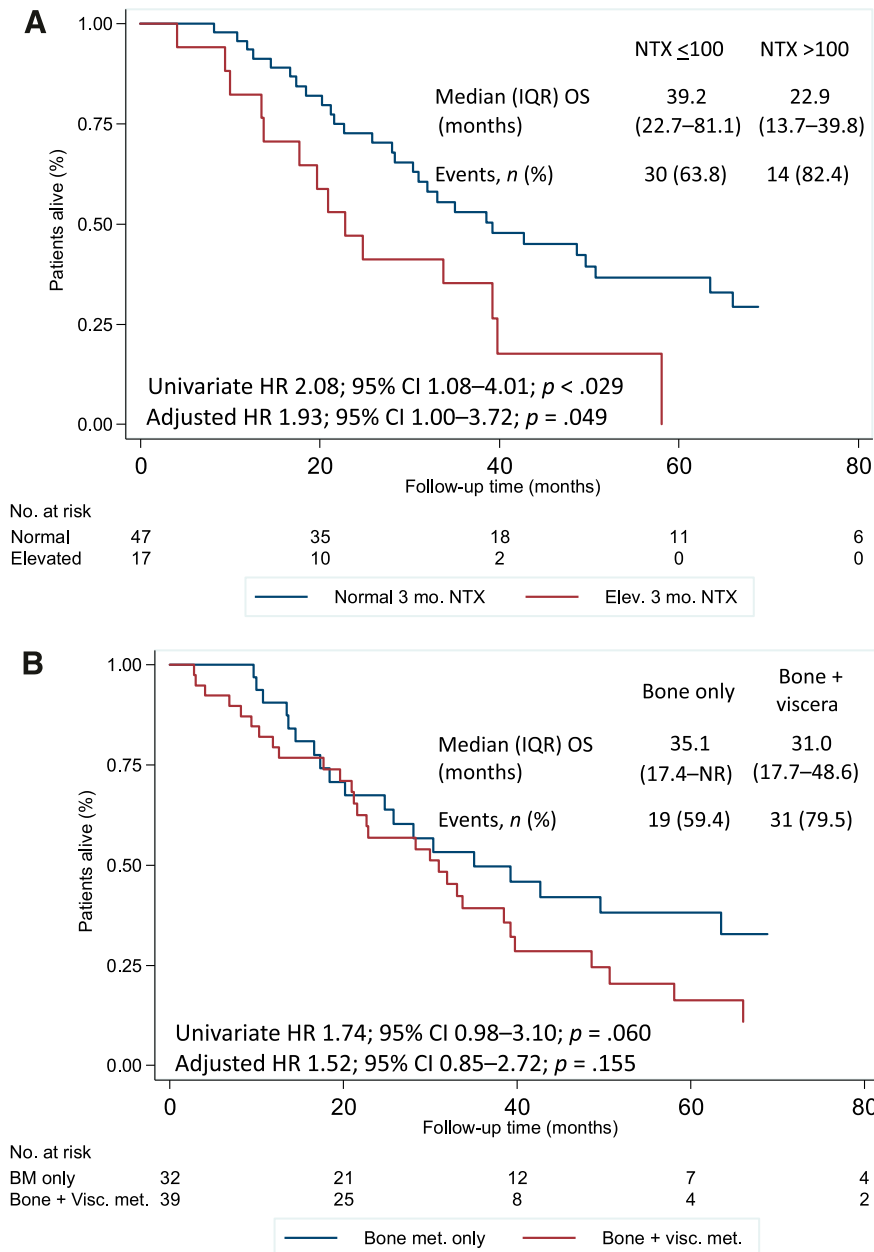 A
1.00
0.75
0.50
0.25
0.00
Patients alive (%)
NTX ≤100 NTX >100
Median (IQR) OS (months) 39.2 (22.7–81.1) 22.9 (13.7–39.8)
Events, n (%) 30 (63.8) 14 (82.4)
Univariate HR 2.08; 95% CI 1.08–4.01; p < .029
Adjusted HR 1.93; 95% CI 1.00–3.72; p = .049
0 20 40 60 80
Follow-up time (months)
No. at risk
Normal 47 35 18 11 6
Elevated 17 10 2 0 0
Normal 3 mo. NTX Elev. 3 mo. NTX
B
1.00
0.75
0.50
0.25
0.00
Patients alive (%)
Bone only Bone + viscera
Median (IQR) OS (months) 35.1 (17.4–NR) 31.0 (17.7–48.6)
Events, n (%) 19 (59.4) 31 (79.5)
Univariate HR 1.74; 95% CI 0.98–3.10; p = .060
Adjusted HR 1.52; 95% CI 0.85–2.72; p = .155
0 20 40 60 80
Follow-up time (months)
No. at risk
BM only 32 21 12 7 4
Bone + Visc. met. 39 25 8 4 2
Bone met. only Bone + visc. met.